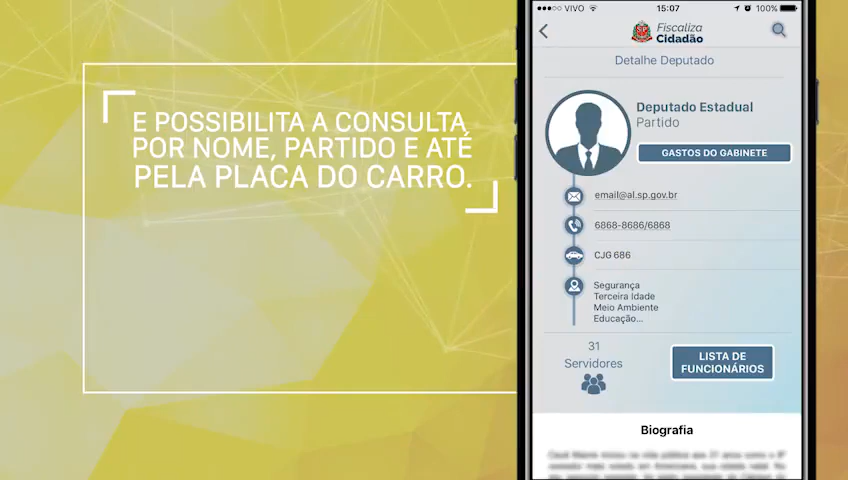 E POSSIBILITA A CONSULTA
POR NOME, PARTIDO E ATÉ
PELA PLACA DO CARRO.
VIVO 15:07 100%
Fiscaliza
Cidadão
Detalhe Deputado
Deputado Estadual
Partido
GASTOS DO GABINETE
email@al.sp.gov.br
6868-8686/6868
CJG 686
Segurança
Terceira Idade
Meio Ambiente
Educação...
31
Servidores
LISTA DE
FUNCIONÁRIOS
Biografia